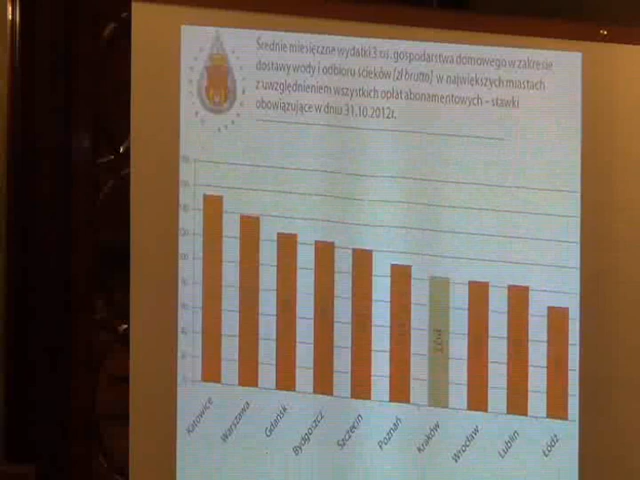 Średnie miesięczne wydatki 3 os. gospodarstwa domowego w zakresie
dostawy wody i odbioru ścieków [zł brutto] w największych miastach
z uwzględnieniem wszystkich opłat abonamentowych – stawki
obowiązujące w dniu 31.10.2012r.
Katowice
Warszawa
Gdańsk
Bydgoszcz
Szczecin
Poznań
Kraków
Wrocław
Lublin
Łódź